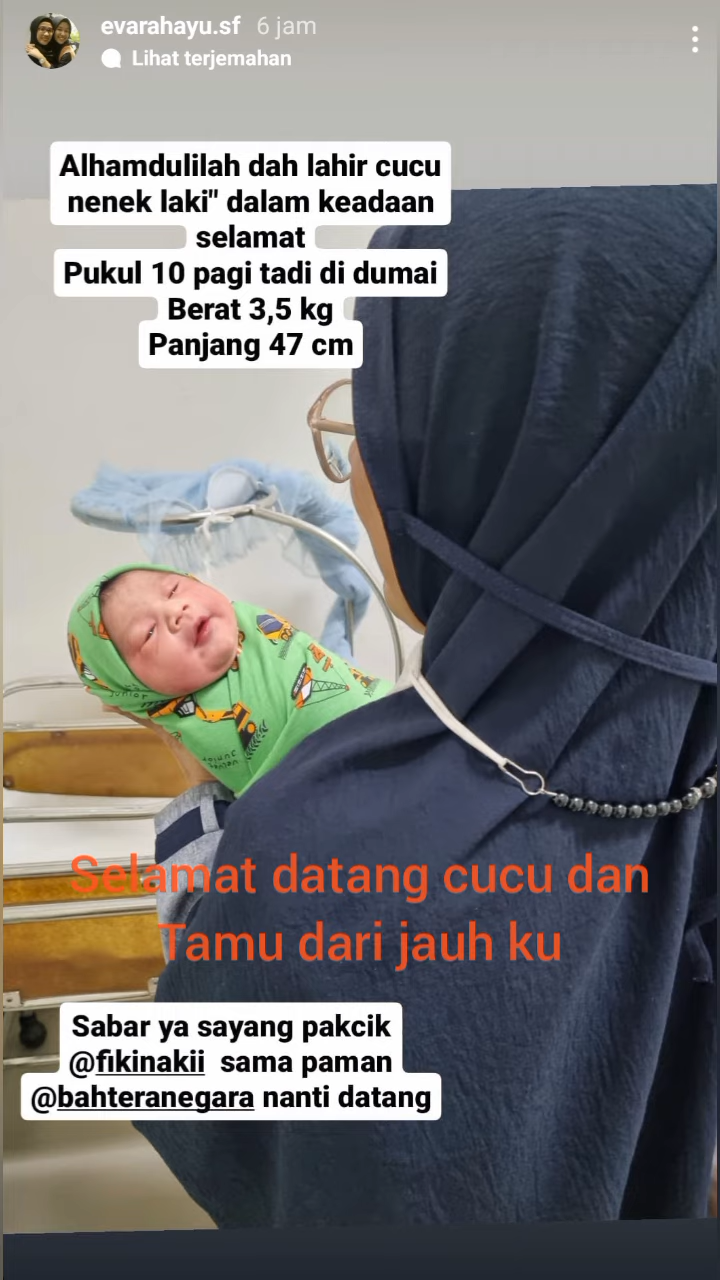 evarahayu.sf 6 jam
Lihat terjemahan
Alhamdulilah dah lahir cucu
nenek laki" dalam keadaan
selamat
Pukul 10 pagi tadi di dumai
Berat 3,5 kg
Panjang 47 cm
junior
Selamat datang cucu dan
Tamu dari jauh ku
Sabar ya sayang pakcik
@fikinakii sama paman
@bahteranegara nanti datang